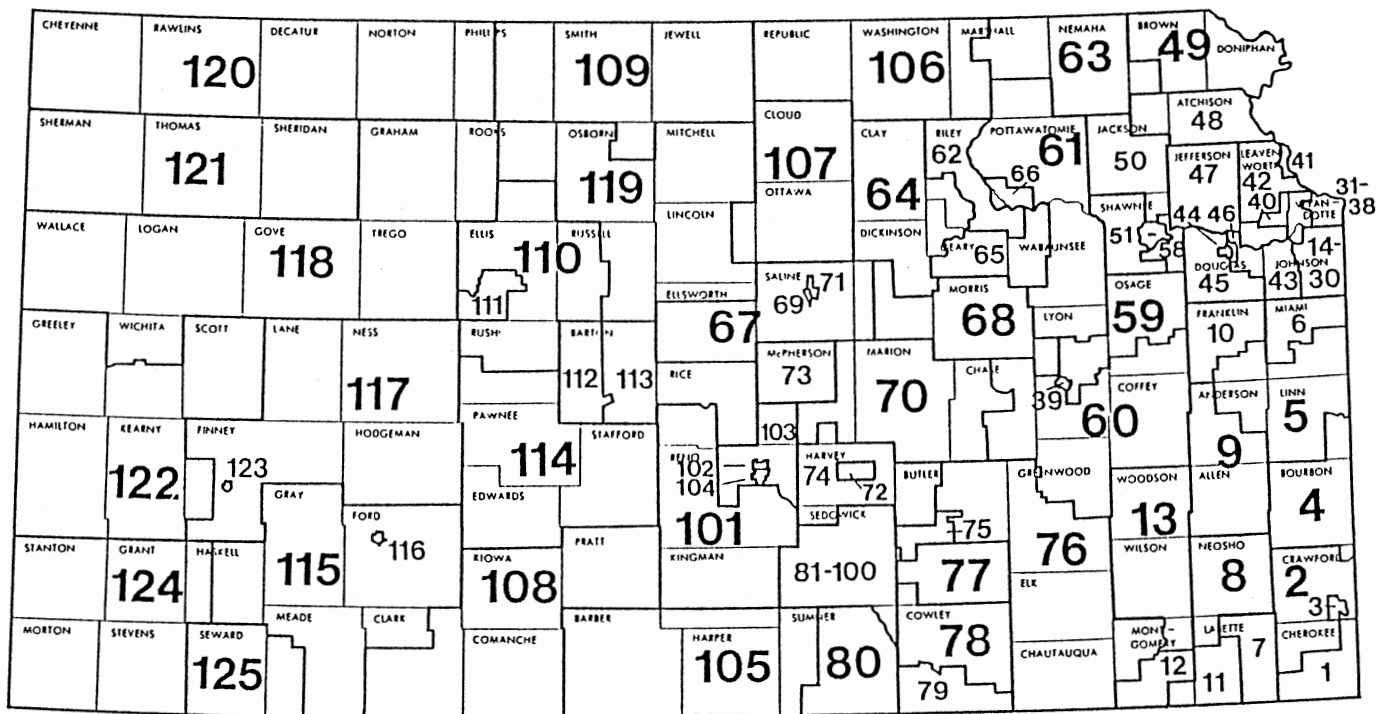 CHEYENNE RAWLINS DECATUR NORTON PHILLIPS SMITH JEWELL REPUBLIC WASHINGTON MARSHALL NEMAHA BROWN DONIPHAN
120 109 106 63 49
SHERMAN THOMAS SHERIDAN GRAHAM ROOKS OSBORN MITCHELL CLOUD CLAY RILEY POTTAWATOMIE JACKSON ATCHISON
121 119 107 64 62 61 66 50 48
JEFFERSON LEAVEN WORTH 41
47 42 40 WYAN-DOTTE 31-38
WALLACE LOGAN GOVE TREGO ELLIS RUSSELL LINCOLN OTTAWA DICKINSON GEARY WABAUNSEE SHAWNEE DOUGLAS JOHNSON
118 110 111 65 51 58 44 46 45 43 14-30
SALINE ELLSWORTH MORRIS LYON OSAGE FRANKLIN MIAMI
69 71 67 68 59 10 6
GREELEY WICHITA SCOTT LANE NESS RUSH BARTON RICE McPHERSON MARION CHASE COFFEY ANDERSON LINN
117 112 113 73 70 39 60 9 5
HAMILTON KEARNY FINNEY HODGEMAN PAWNEE STAFFORD RENO HARVEY BUTLER GREENWOOD WOODSON ALLEN BOURBON
122 123 114 102 104 103 74 72 101 13 4
GRAY FORD EDWARDS SEDGWICK
115 116 75 76
STANTON GRANT HASKELL KIOWA PRATT KINGMAN ELK WILSON NEOSHO CRAWFORD
124 108 81-100 77 8 2 3
MORTON STEVENS SEWARD MEADE CLARK COMANCHE BARBER HARPER SUMNER COWLEY CHAUTAUQUA MONT-GOMERY LABETTE CHEROKEE
125 105 80 78 79 12 11 7 1